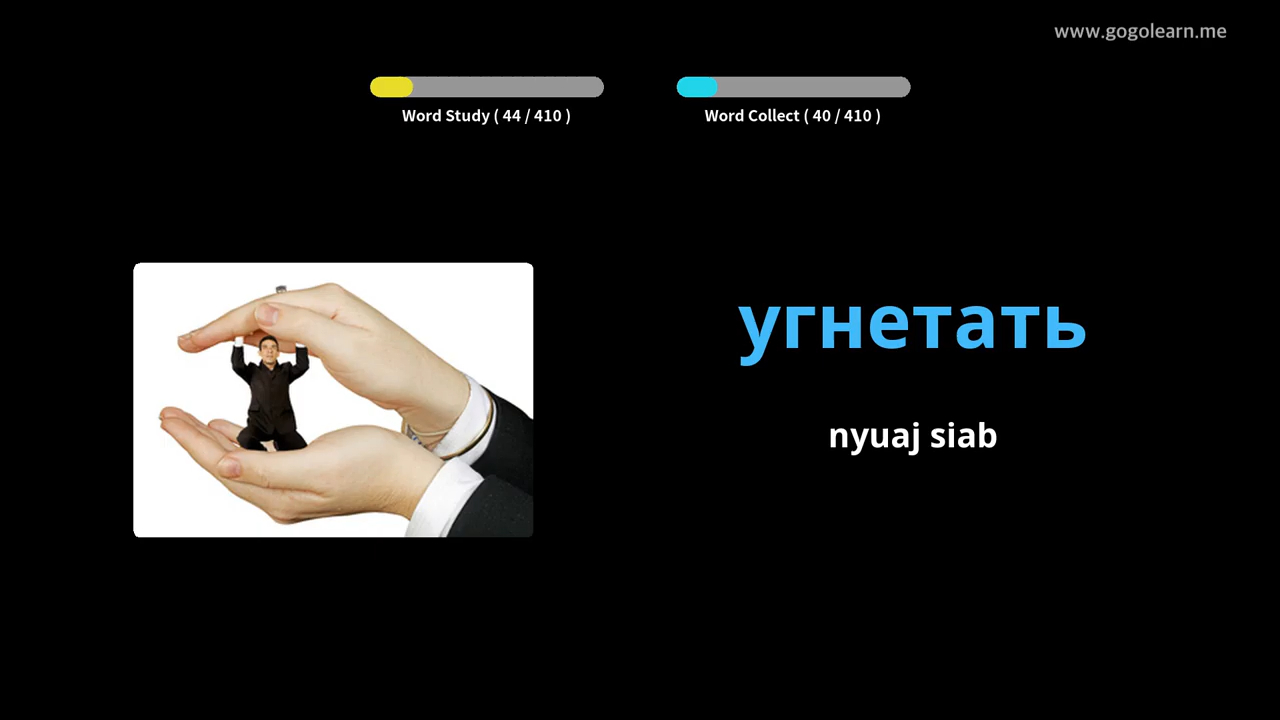 www.gogolearn.me
Word Study ( 44 / 410 )
Word Collect ( 40 / 410 )
угнетать
nyuaj siab